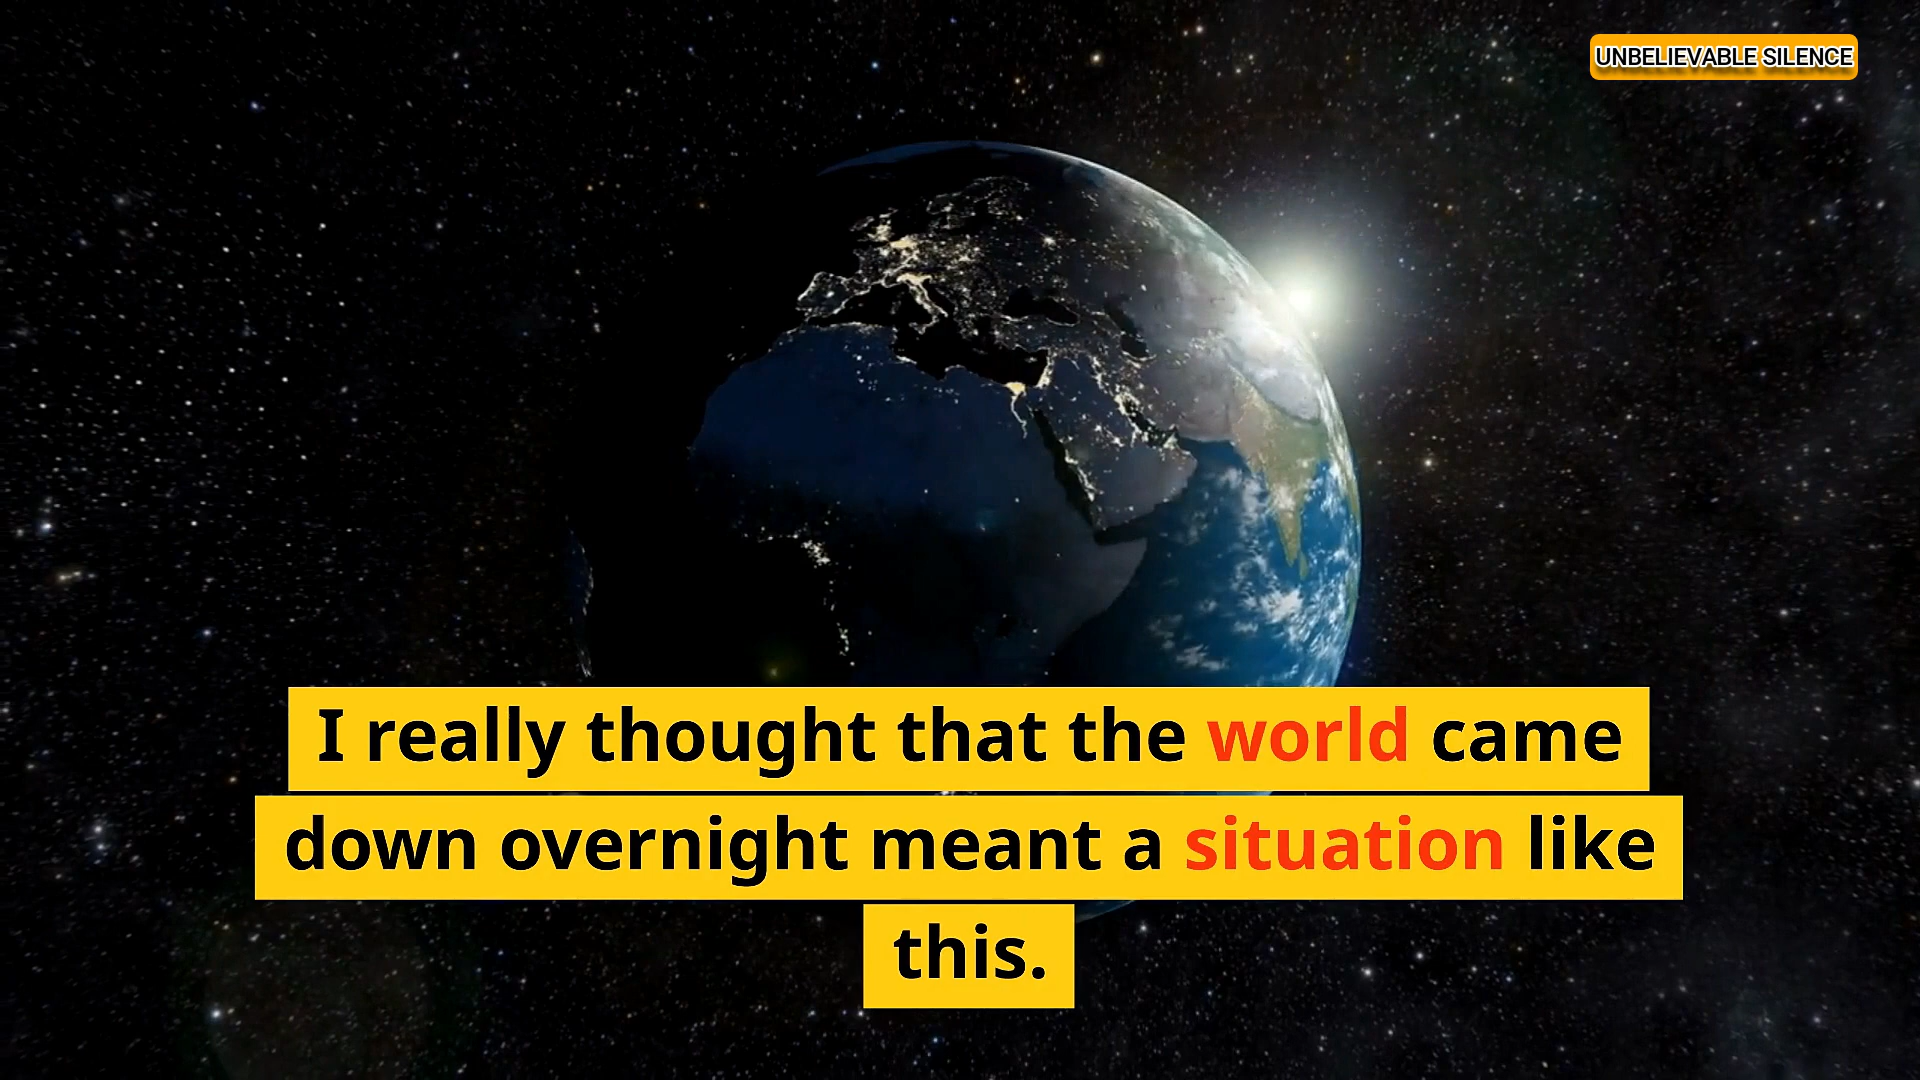 UNBELIEVABLE SILENCE
I really thought that the world came
down overnight meant a situation like
this.